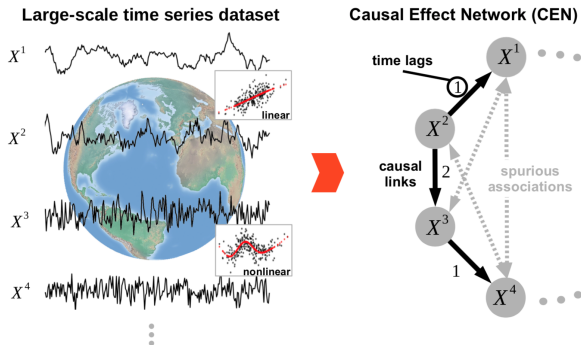 Large-scale time series dataset
X¹
linear
X²
X³
nonlinear
X⁴
Causal Effect Network (CEN)
X¹
time lags
1
X²
causal
links
2
spurious
associations
X³
1
X⁴